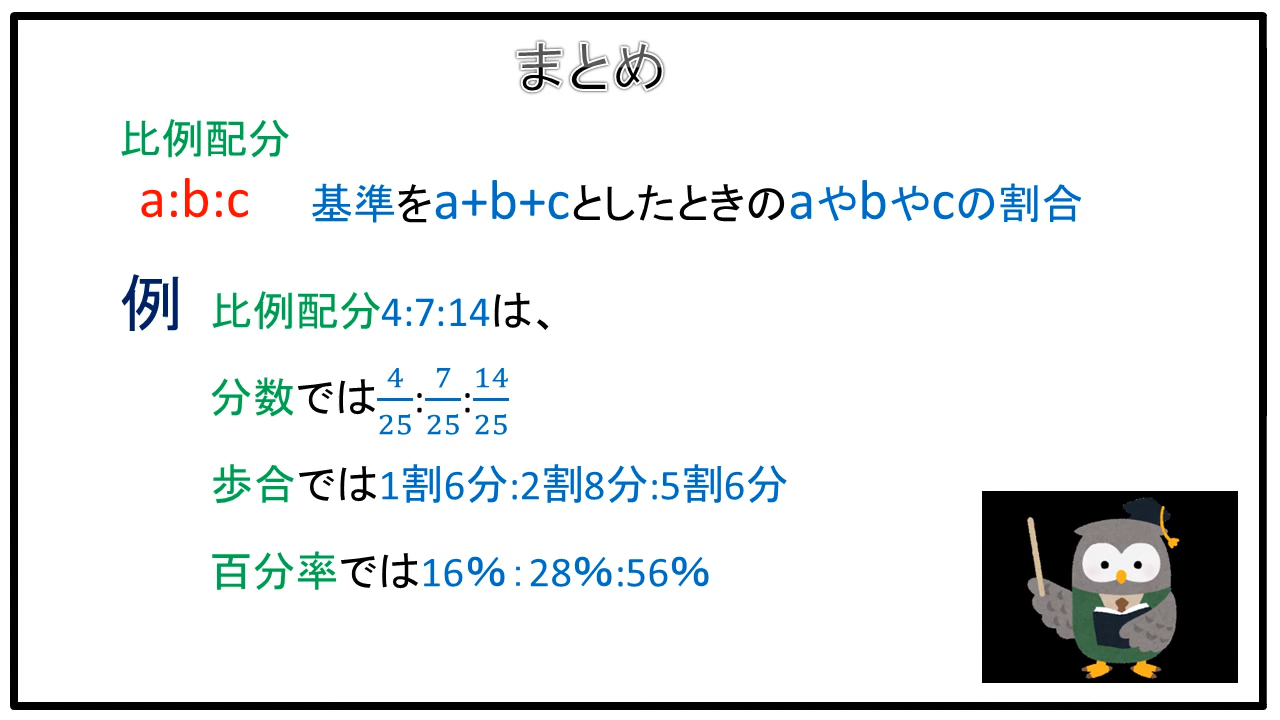 まとめ
比例配分
a:b:c 基準をa+b+cとしたときのaやbやcの割合
例 比例配分4:7:14は、
分数では4/25:7/25:14/25
歩合では1割6分:2割8分:5割6分
百分率では16%:28%:56%